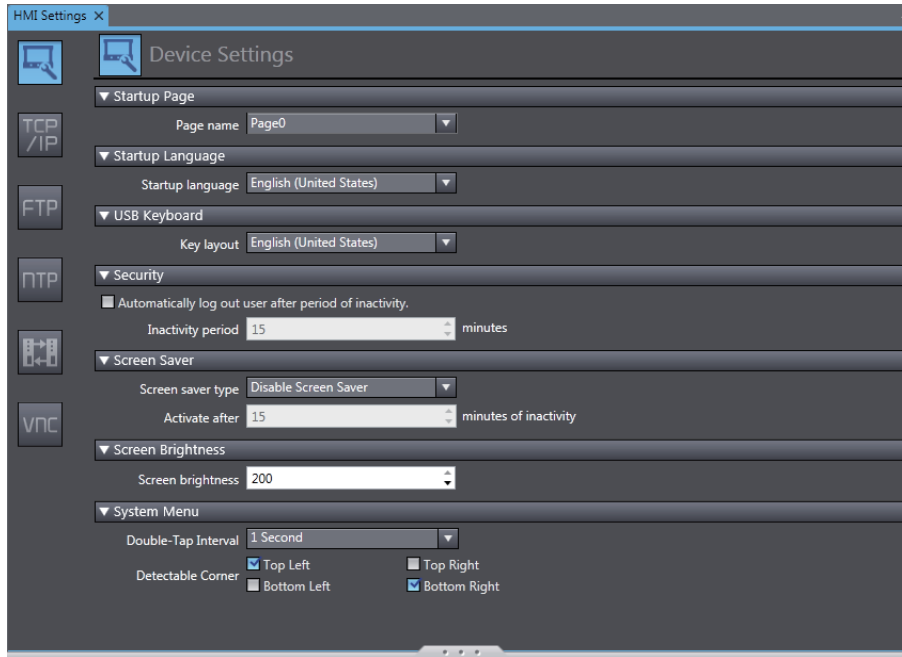 HMI Settings X
Device Settings
Startup Page
Page name Page0
TCP
/IP
Startup Language
Startup language English (United States)
FTP
USB Keyboard
Key layout English (United States)
NTP
Security
Automatically log out user after period of inactivity.
Inactivity period 15 minutes
Screen Saver
Screen saver type Disable Screen Saver
Activate after 15 minutes of inactivity
VNC
Screen Brightness
Screen brightness 200
System Menu
Double-Tap Interval 1 Second
Detectable Corner
Top Left Top Right
Bottom Left Bottom Right